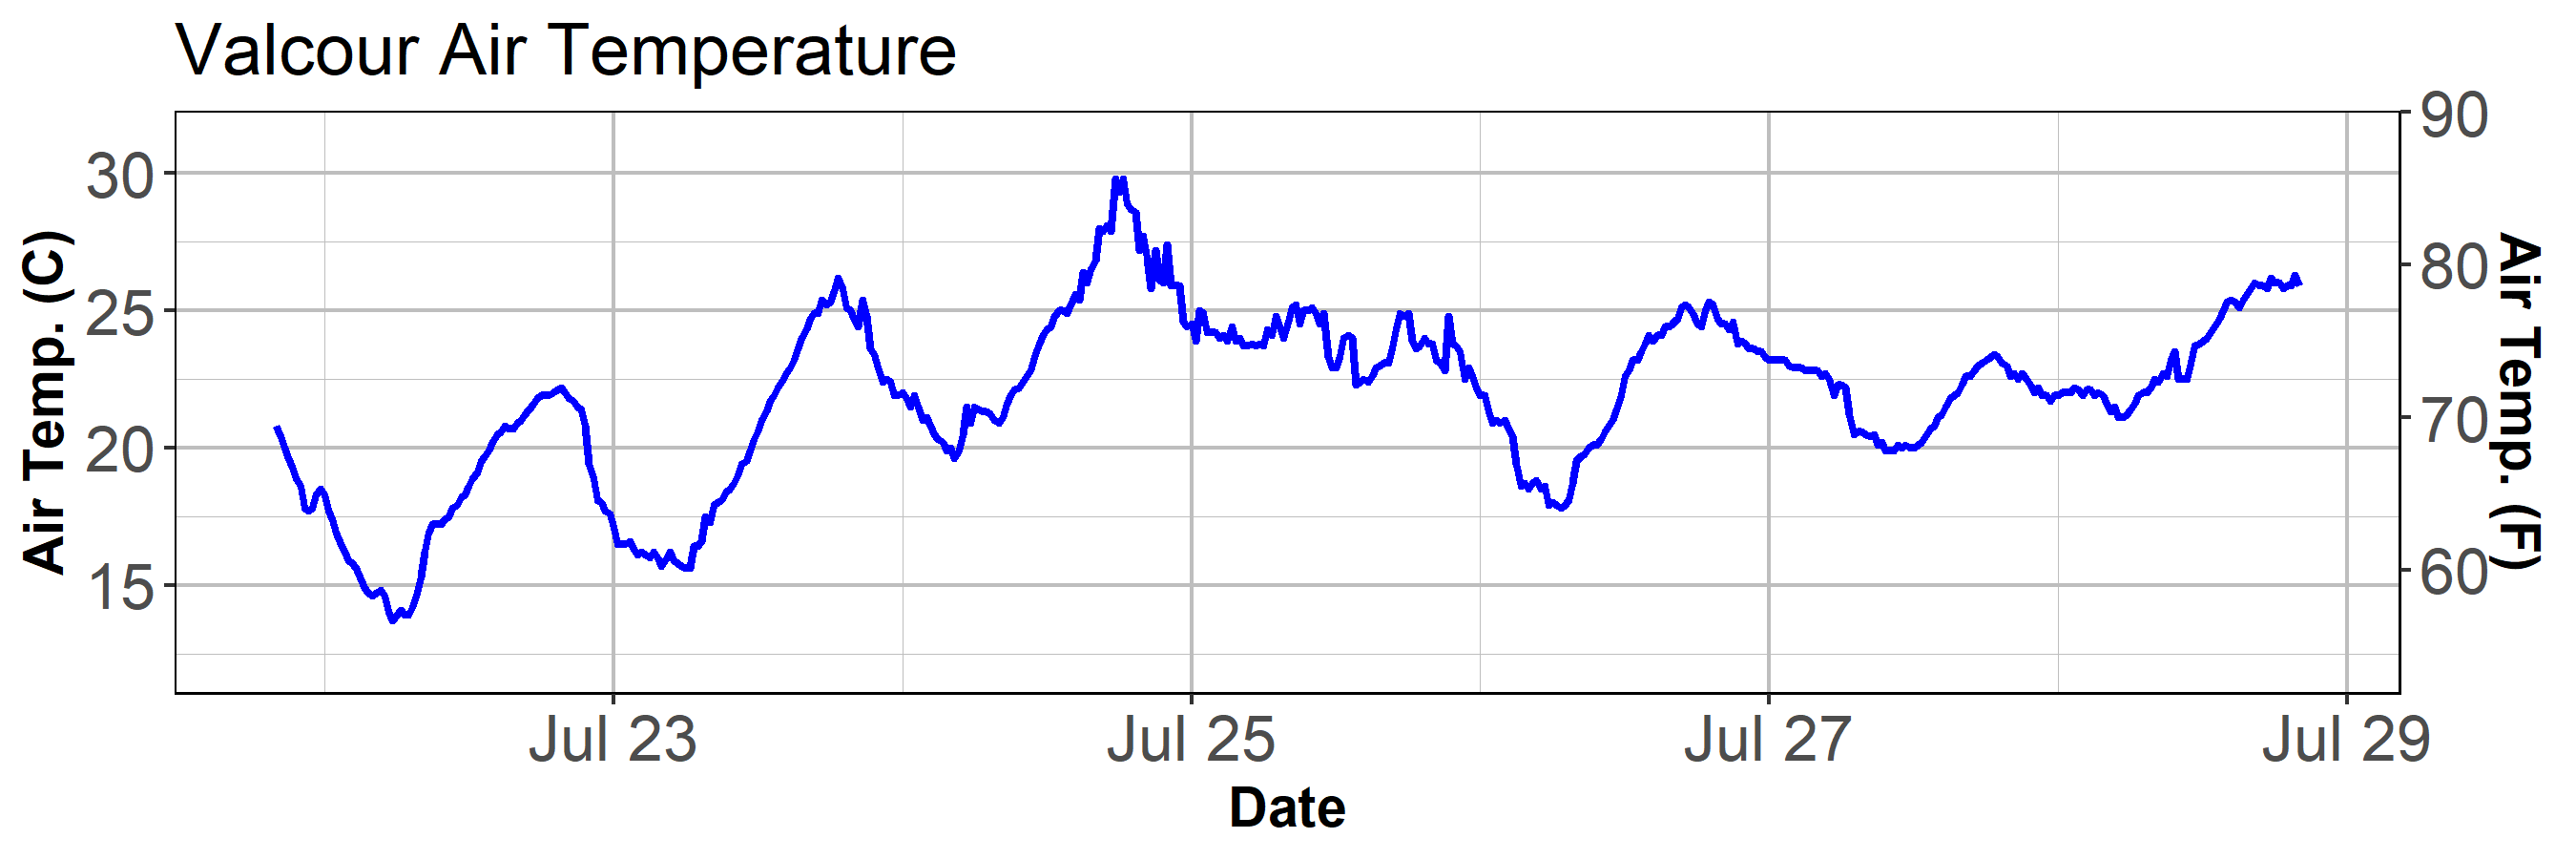 Valcour Air Temperature
Air Temp. (C)
30
25
20
15
90
80
70
60
Air Temp. (F)
Jul 23
Jul 25
Jul 27
Jul 29
Date